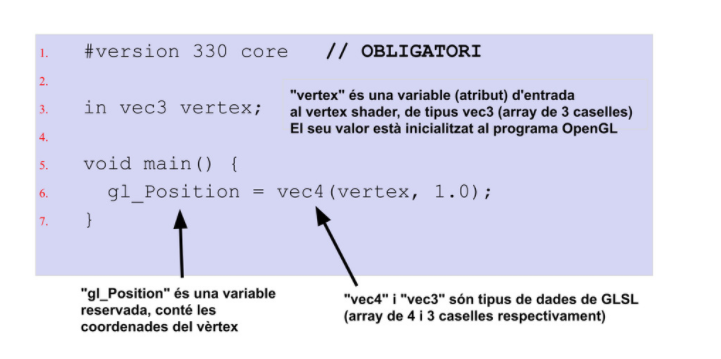 1. #version 330 core // OBLIGATORI
2.
3. in vec3 vertex;
"vertex" és una variable (atribut) d'entrada
al vertex shader, de tipus vec3 (array de 3 caselles)
El seu valor està inicialitzat al programa OpenGL
4.
5. void main() {
6. gl_Position = vec4(vertex, 1.0);
7. }
"gl_Position" és una variable
reservada, conté les
coordenades del vèrtex
"vec4" i "vec3" són tipus de dades de GLSL
(array de 4 i 3 caselles respectivament)